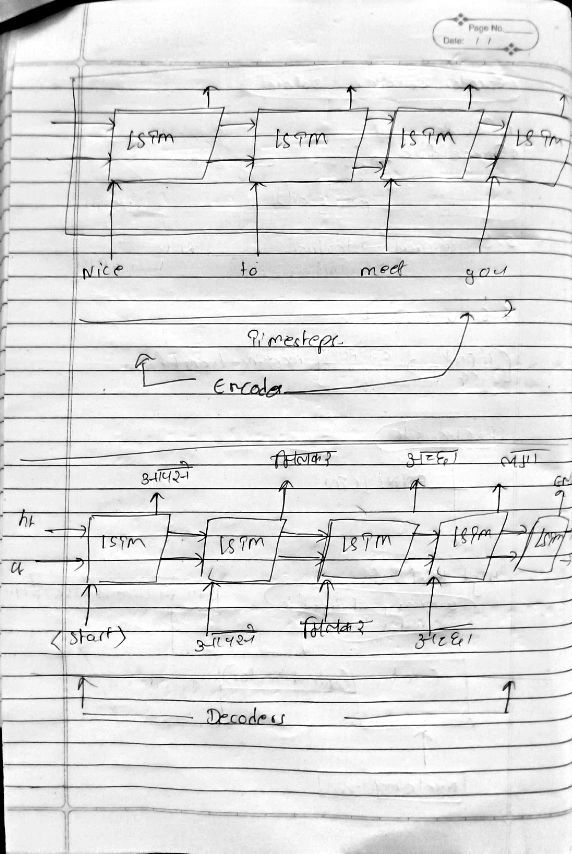 Page No.
Date: / /
LSTM LSTM LSTM LSTM
Nice to meet you
Timesteps
Encoder
आपसे मिलकर अच्छा लगा
ht
LSTM LSTM LSTM LSTM LSTM
ct
<start> आपसे मिलकर अच्छा
Decoders